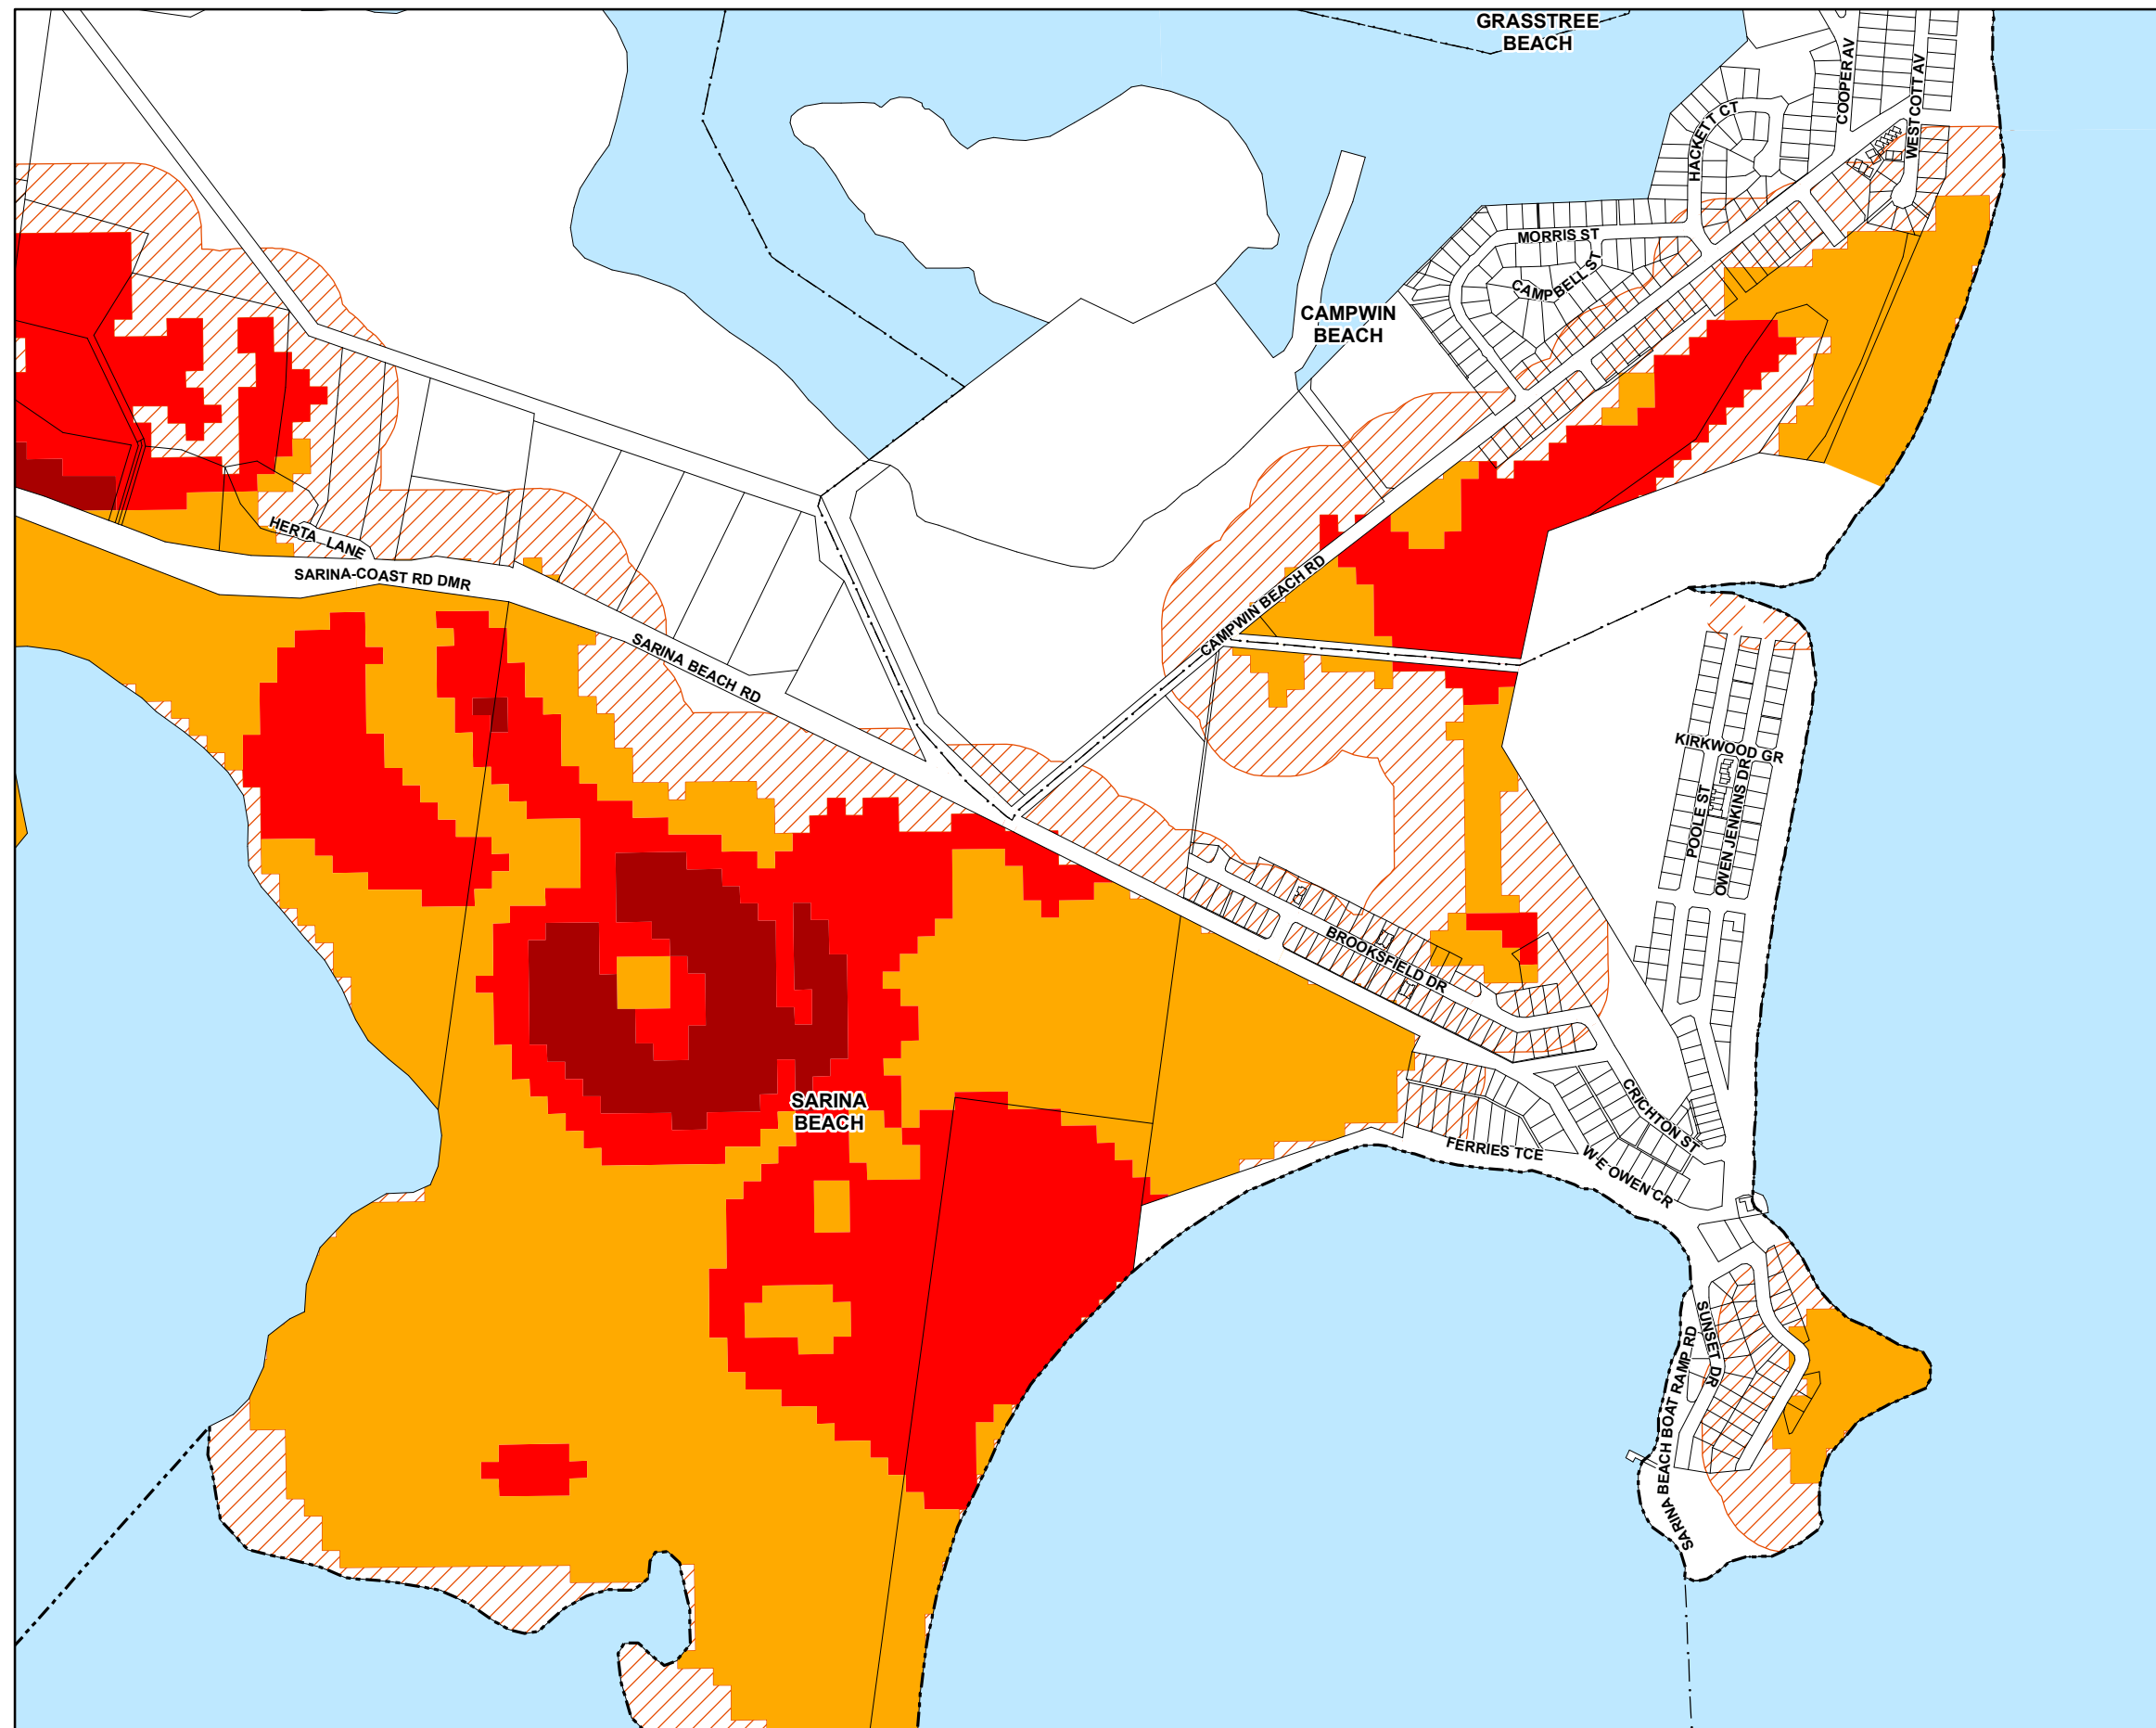 GRASSTREE
BEACH
COOPER AV
WESTCOTT AV
HACKETT CT
MORRIS ST
CAMPBELL ST
CAMPWIN
BEACH
HERTA LANE
SARINA-COAST RD DMR
CAMPWIN BEACH RD
SARINA BEACH RD
KIRKWOOD GR
POOLE ST
OWEN JENKINS DR
BROOKSFIELD DR
SARINA
BEACH
CRICHTON ST
FERRIES TCE
W E OWEN CR
SUNSET DR
SARINA BEACH BOAT RAMP RD